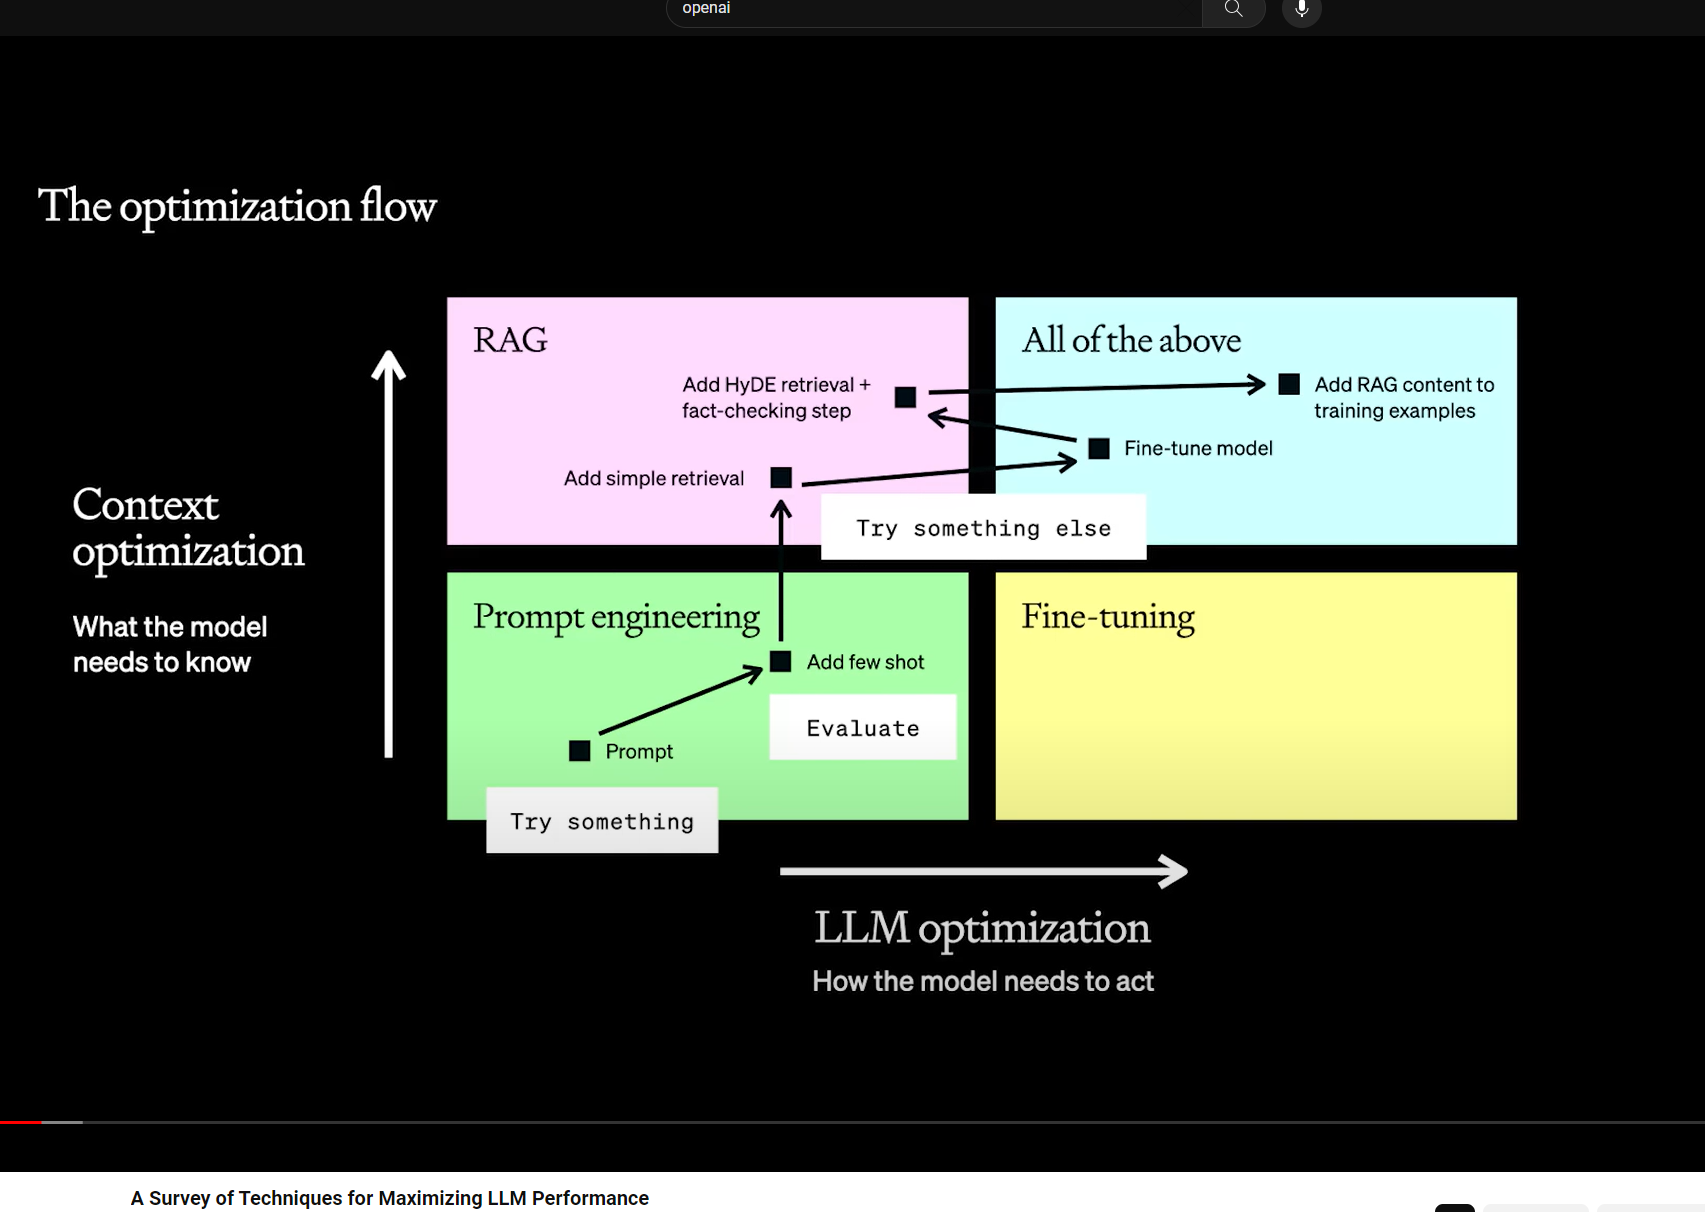 openai
The optimization flow
RAG
Add HyDE retrieval +
fact-checking step
Add simple retrieval
All of the above
Add RAG content to
training examples
Fine-tune model
Try something else
Context
optimization
What the model
needs to know
Prompt engineering
Add few shot
Evaluate
Prompt
Try something
Fine-tuning
LLM optimization
How the model needs to act
A Survey of Techniques for Maximizing LLM Performance